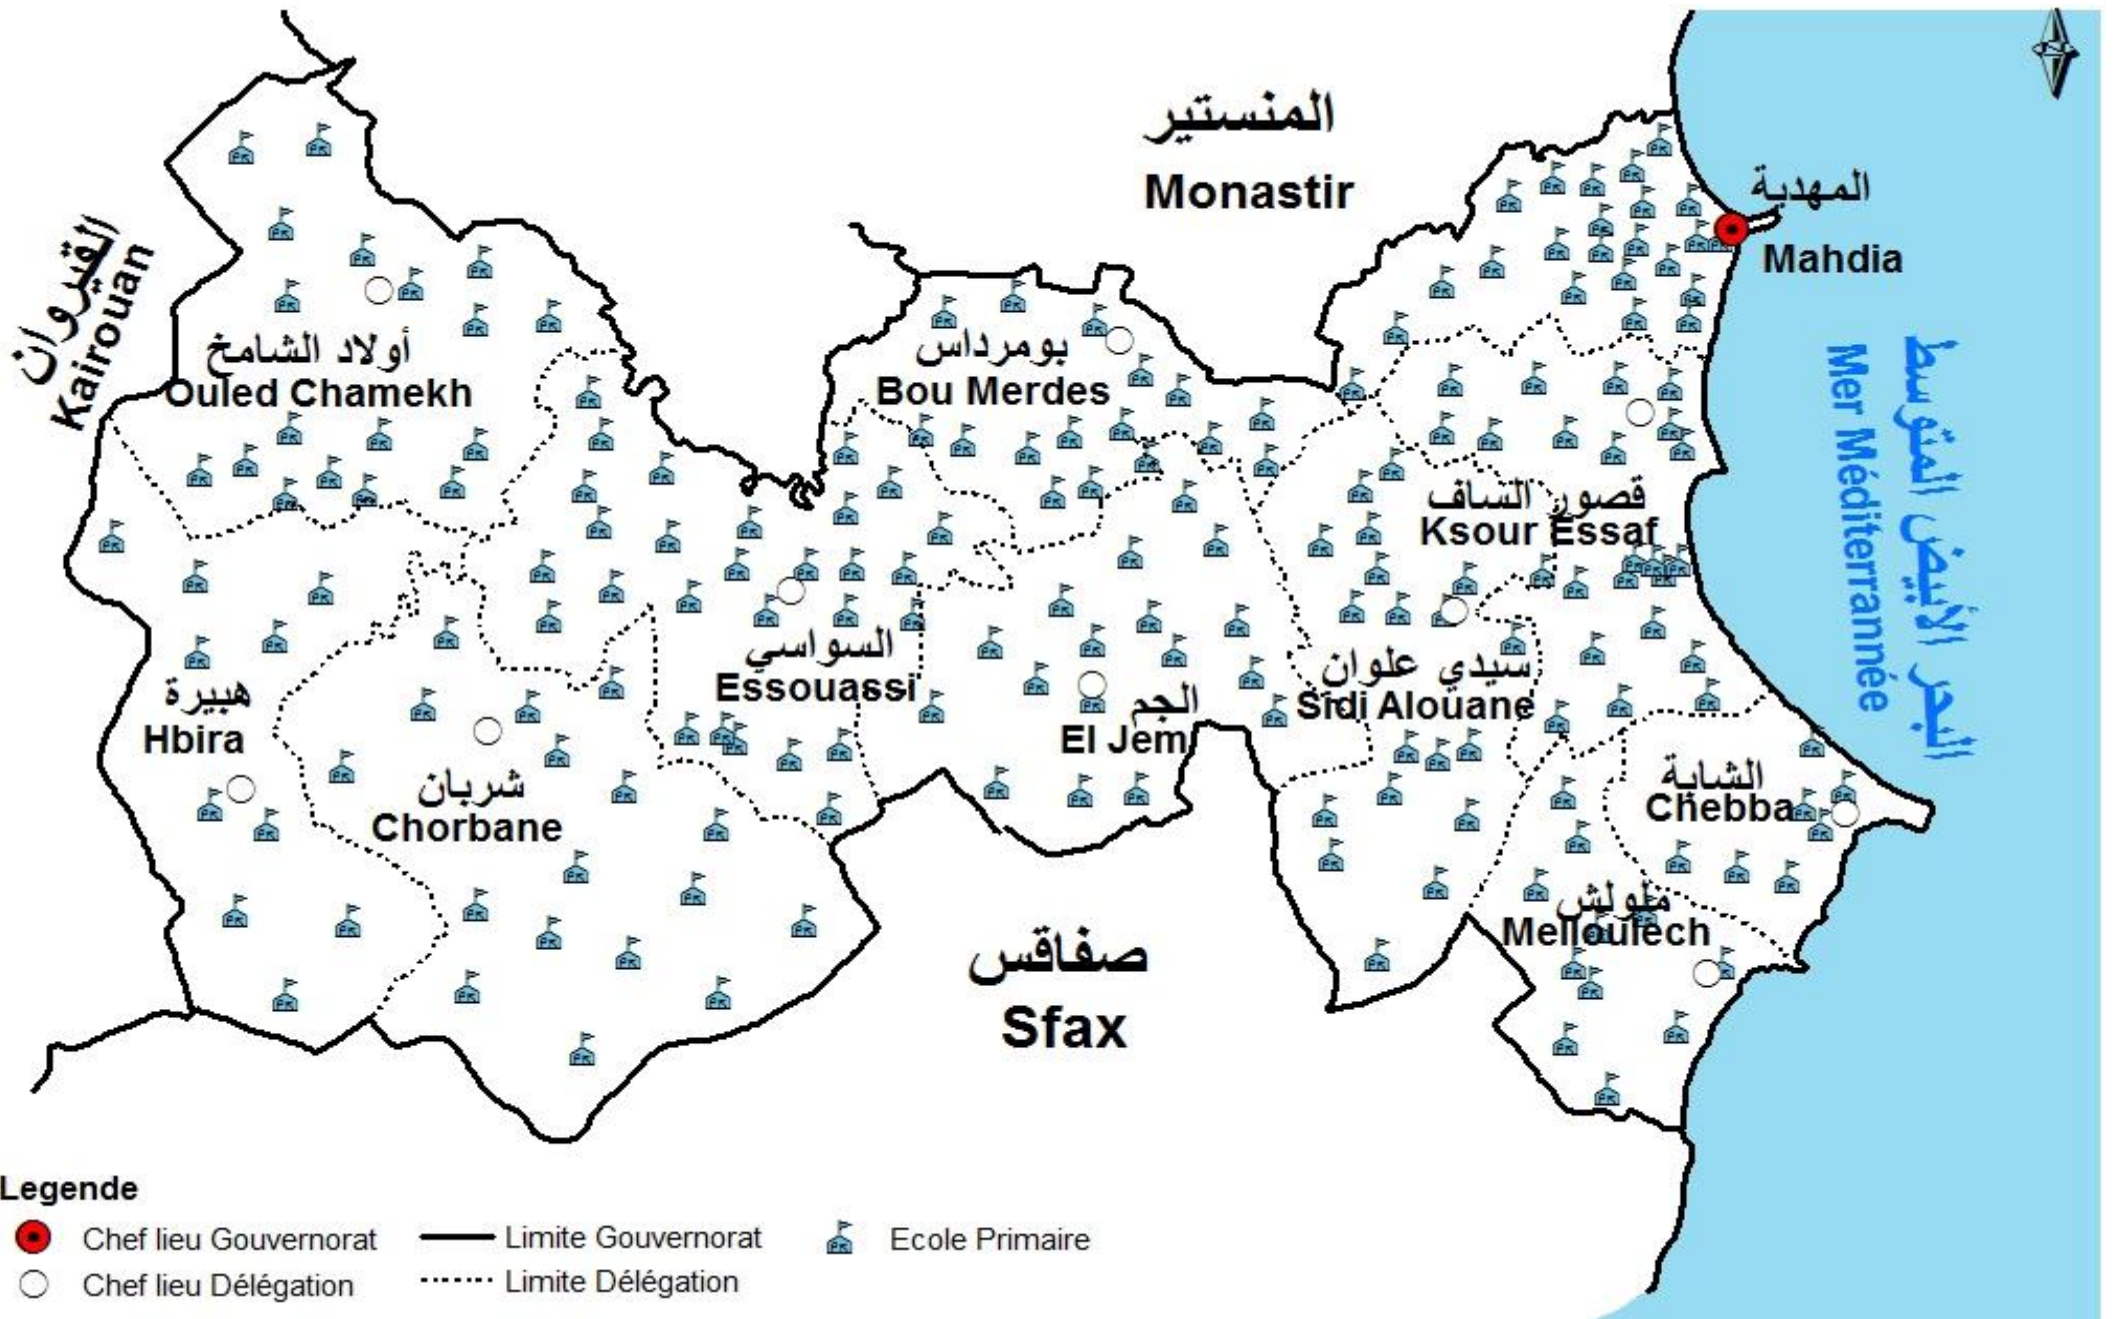 المنستير
Monastir
المهدية
Mahdia
القيروان
Kairouan
أولاد الشامخ
Ouled Chamekh
بومرداس
Bou Merdes
البحر الأبيض المتوسط
Mer Méditerrannée
قصور الساف
Ksour Essaf
السواسي
Essouassi
سيدي علوان
Sidi Alouane
هبيرة
Hbira
الجم
El Jem
شربان
Chorbane
الشابة
Chebba
ملولش
Melloulech
صفاقس
Sfax
Legende
Chef lieu Gouvernorat
Limite Gouvernorat
Ecole Primaire
Chef lieu Délégation
Limite Délégation